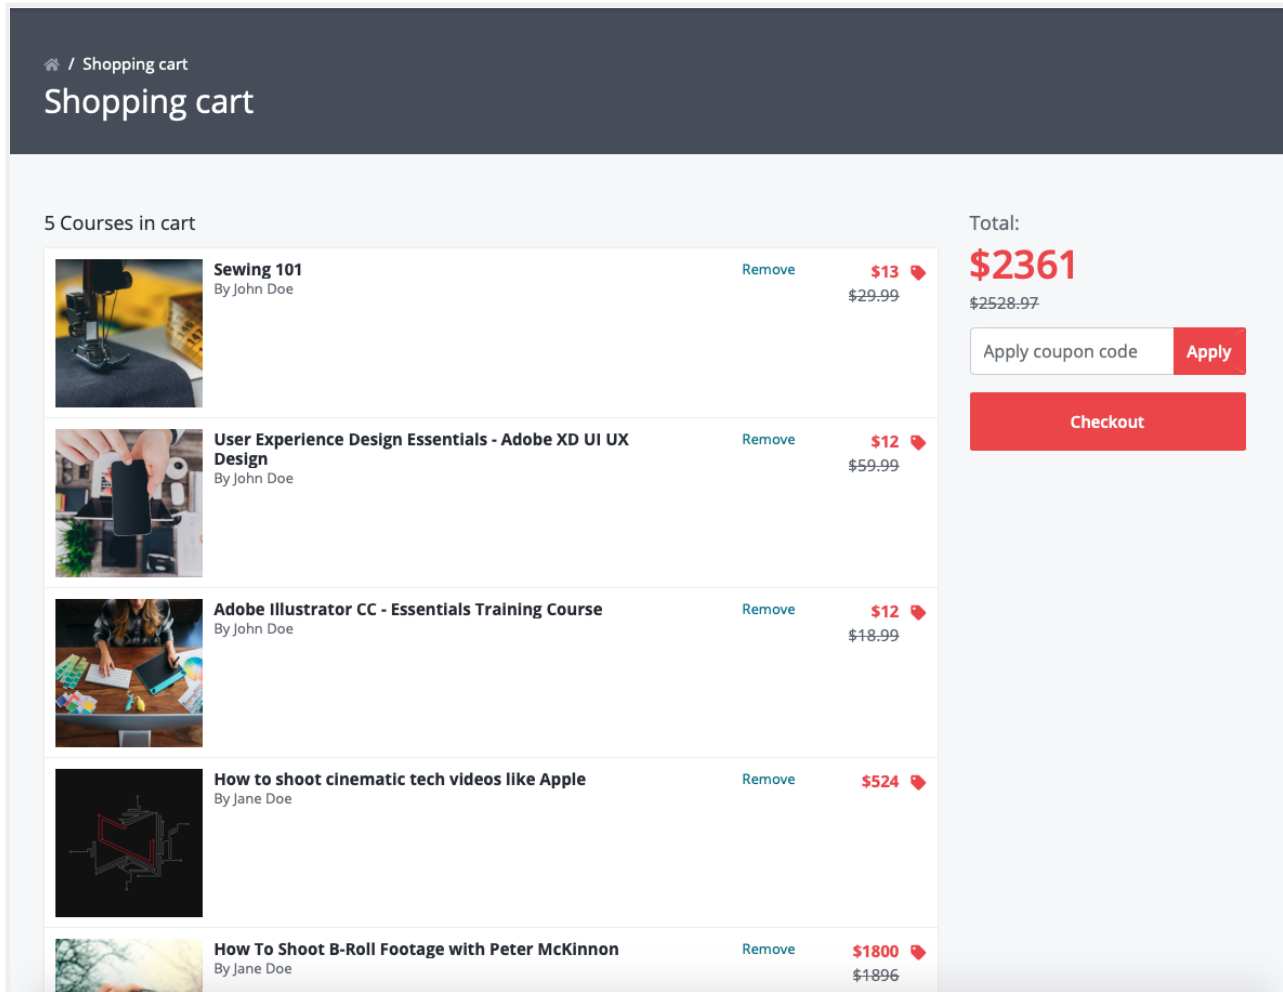 / Shopping cart
Shopping cart
5 Courses in cart
Sewing 101
By John Doe
Remove
$13
$29.99
User Experience Design Essentials - Adobe XD UI UX
Design
By John Doe
Remove
$12
$59.99
Adobe Illustrator CC - Essentials Training Course
By John Doe
Remove
$12
$18.99
How to shoot cinematic tech videos like Apple
By Jane Doe
Remove
$524
How To Shoot B-Roll Footage with Peter McKinnon
By Jane Doe
Remove
$1800
$1896
Total:
$2361
$2528.97
Apply coupon code
Apply
Checkout